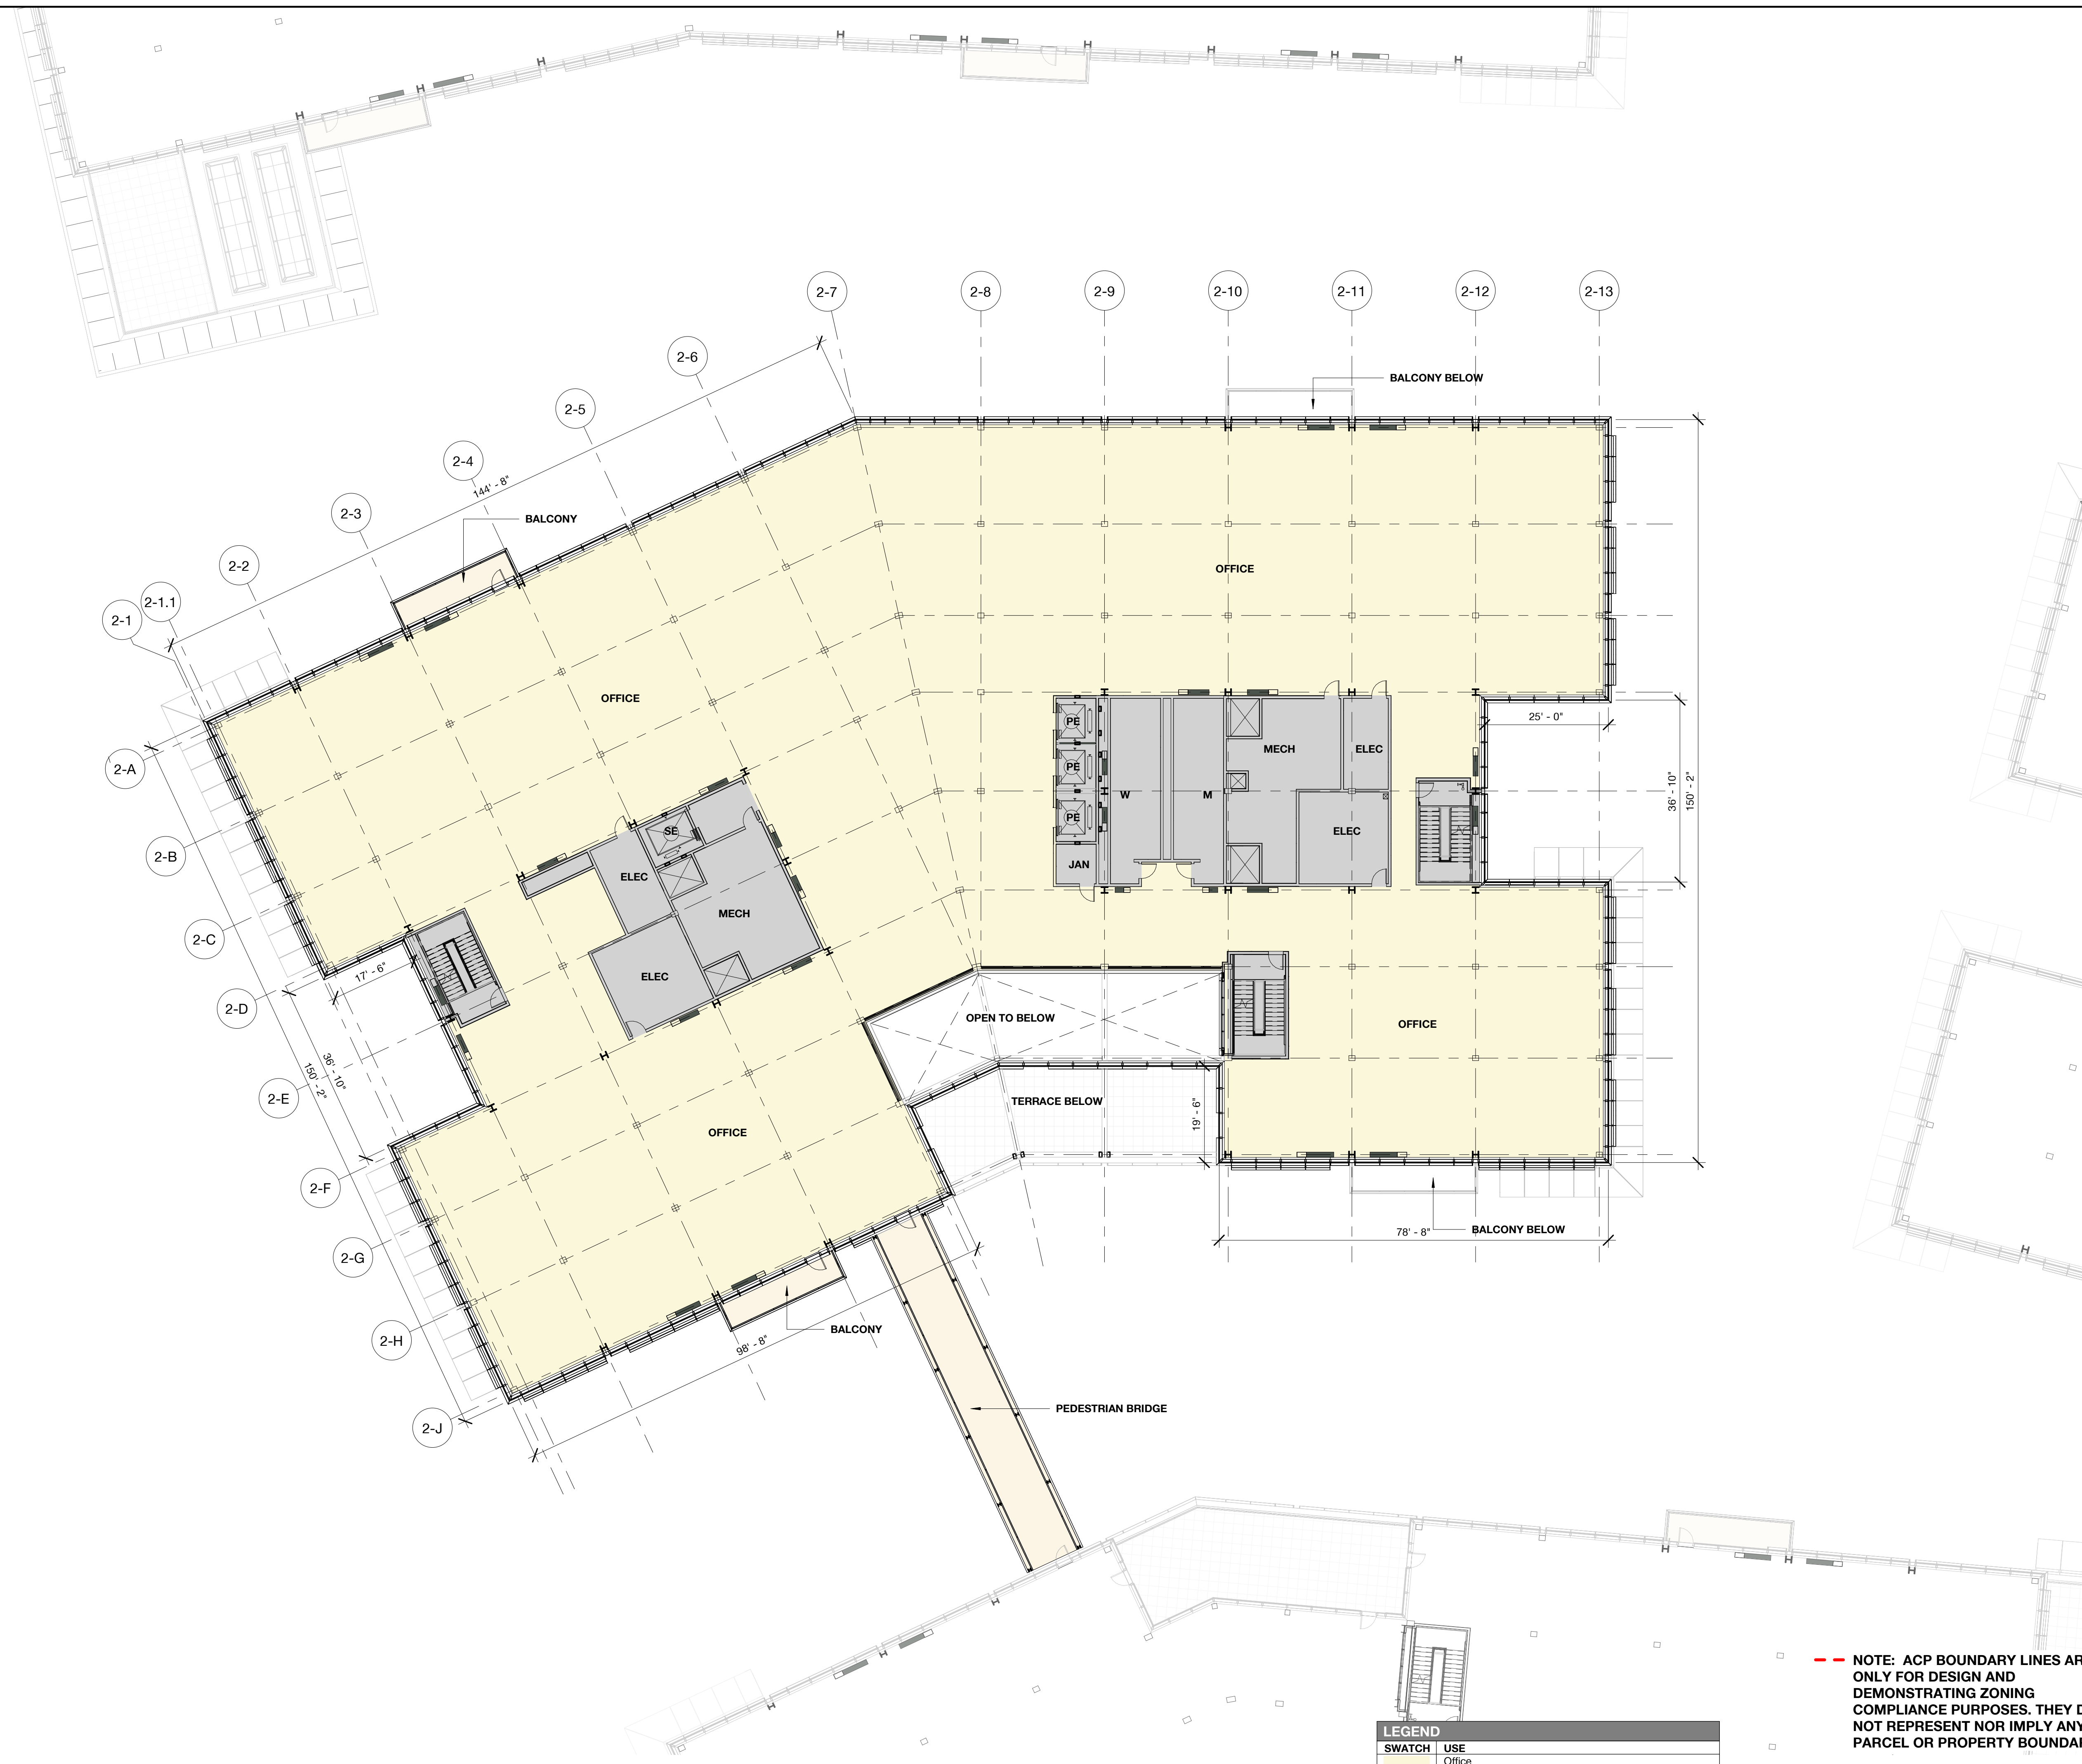 2-7
2-8
2-9
2-10
2-11
2-12
2-13
2-6
BALCONY BELOW
2-5
2-4
144' - 8"
2-3
BALCONY
2-2
OFFICE
2-1.1
2-1
OFFICE
25' - 0"
PE
MECH
ELEC
2-A
PE
36' - 10"
150' - 2"
W
M
PE
SE
ELEC
2-B
JAN
ELEC
MECH
2-C
17' - 6"
ELEC
2-D
OPEN TO BELOW
OFFICE
36' - 10"
150' - 2"
2-E
TERRACE BELOW
19' - 6"
OFFICE
2-F
78' - 8"
BALCONY BELOW
2-G
BALCONY
2-H
98' - 8"
PEDESTRIAN BRIDGE
2-J
NOTE: ACP BOUNDARY LINES AR
ONLY FOR DESIGN AND
DEMONSTRATING ZONING
COMPLIANCE PURPOSES. THEY D
NOT REPRESENT NOR IMPLY ANY
PARCEL OR PROPERTY BOUNDAR
LEGEND
SWATCH USE
Office